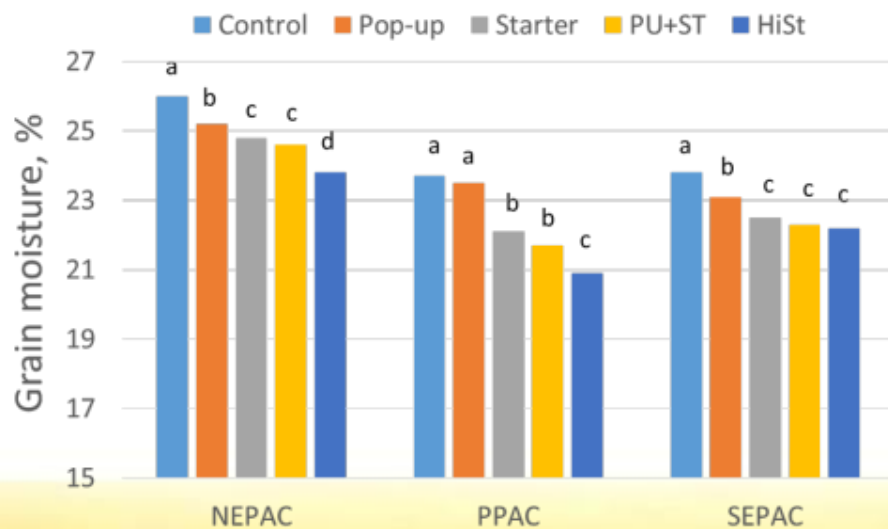 Control Pop-up Starter PU+ST HiSt
Grain moisture, %
27
25
23
21
19
17
15
a b c c d
a a b b c
a b c c c
NEPAC PPAC SEPAC